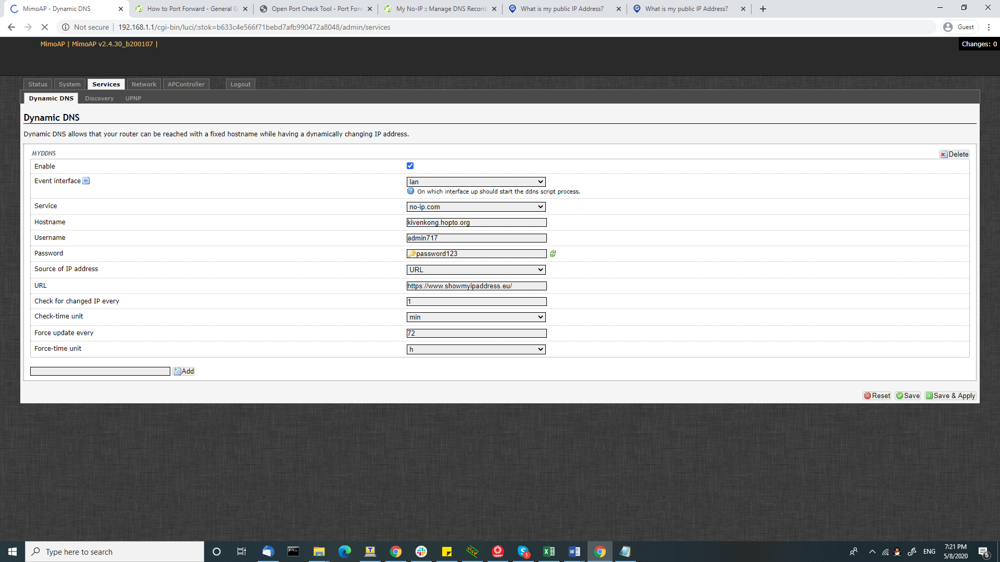 MimoAP - Dynamic DNS
How to Port Forward - General G
Open Port Check Tool - Port Forw
My No-IP :: Manage DNS Record
What is my public IP Address?
What is my public IP Address?
Not secure
192.168.1.1/cgi-bin/luci/;stok=b633c4e566f71bebd7afb990472a8048/admin/services
Guest
MimoAP | MimoAP v2.4.30_b200107 |
Changes: 0
Status
System
Services
Network
APController
Logout
Dynamic DNS
Discovery
UPNP
Dynamic DNS
Dynamic DNS allows that your router can be reached with a fixed hostname while having a dynamically changing IP address.
MYDDNS
Delete
Enable
Event interface
lan
On which interface up should start the ddns script process.
Service
no-ip.com
Hostname
kivenkong.hopto.org
Username
admin717
Password
password123
Source of IP address
URL
URL
https://www.showmyipaddress.eu/
Check for changed IP every
1
Check-time unit
min
Force update every
72
Force-time unit
h
Add
Reset
Save
Save & Apply
Type here to search
1
ENG
7:21 PM
5/8/2020
6